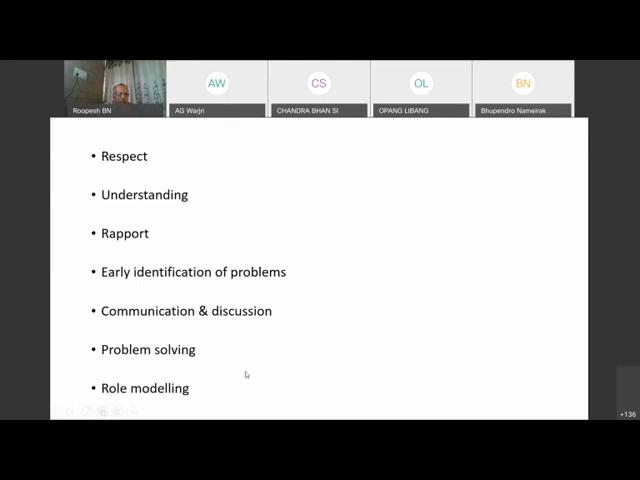 AW
CS
OL
BN
Roopesh BN
AG Warjri
CHANDRA BHAN SI
OPANG LIBANG
Bhupendro Nameirak
• Respect
• Understanding
• Rapport
• Early identification of problems
• Communication & discussion
• Problem solving
• Role modelling
+136